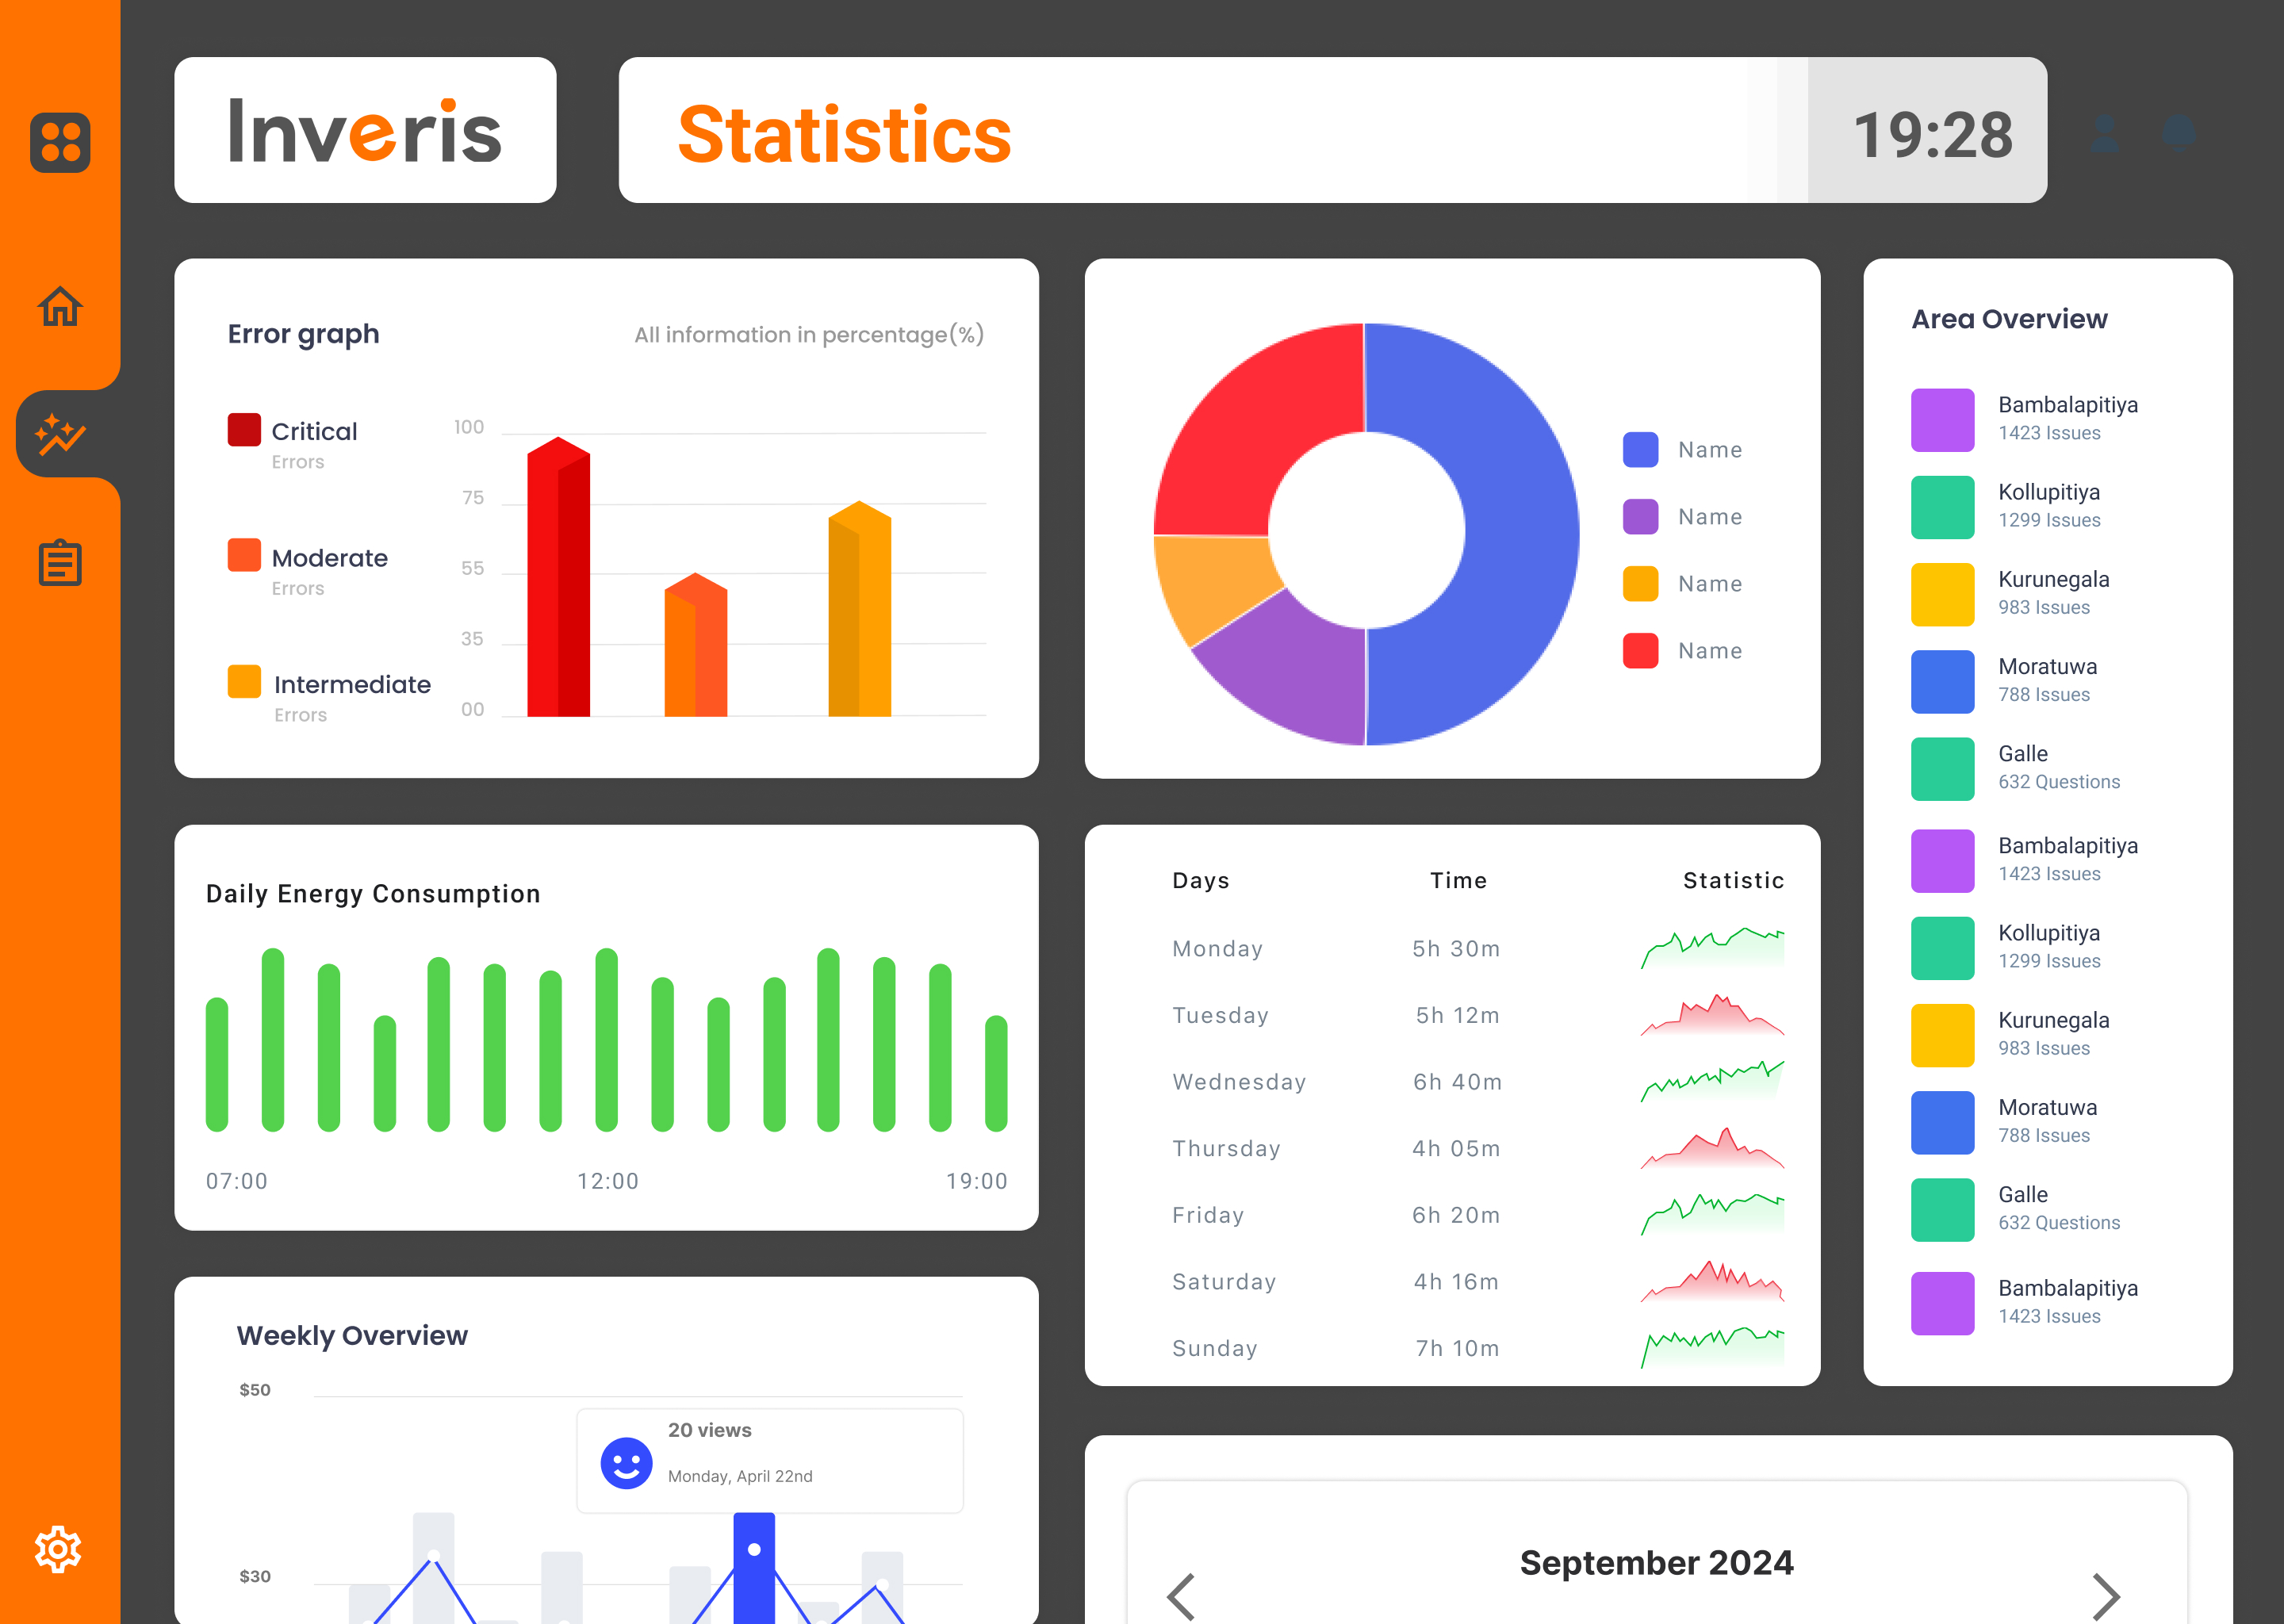 Inveris
Statistics
19:28
Error graph
All information in percentage(%)
Critical
Errors
Moderate
Errors
Intermediate
Errors
100
75
55
35
00
Name
Name
Name
Name
Area Overview
Bambalapitiya
1423 Issues
Kollupitiya
1299 Issues
Kurunegala
983 Issues
Moratuwa
788 Issues
Galle
632 Questions
Bambalapitiya
1423 Issues
Kollupitiya
1299 Issues
Kurunegala
983 Issues
Moratuwa
788 Issues
Galle
632 Questions
Bambalapitiya
1423 Issues
Daily Energy Consumption
07:00 12:00 19:00
Days Time Statistic
Monday 5h 30m
Tuesday 5h 12m
Wednesday 6h 40m
Thursday 4h 05m
Friday 6h 20m
Saturday 4h 16m
Sunday 7h 10m
Weekly Overview
$50
20 views
Monday, April 22nd
$30
September 2024